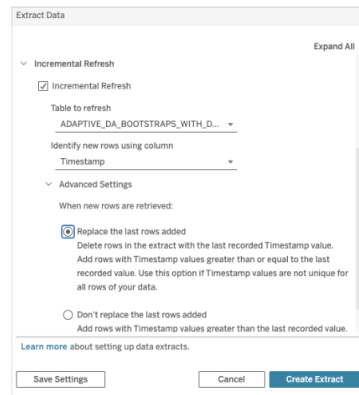 Extract Data
Expand All
Incremental Refresh
Incremental Refresh
Table to refresh
ADAPTIVE_DA_BOOTSTRAPS_WITH_D...
Identify new rows using column
Timestamp
Advanced Settings
When new rows are retrieved:
Replace the last rows added
Delete rows in the extract with the last recorded Timestamp value.
Add rows with Timestamp values greater than or equal to the last
recorded value. Use this option if Timestamp values are not unique for
all rows of your data.
Don't replace the last rows added
Add rows with Timestamp values greater than the last recorded value.
Learn more about setting up data extracts.
Save Settings
Cancel
Create Extract